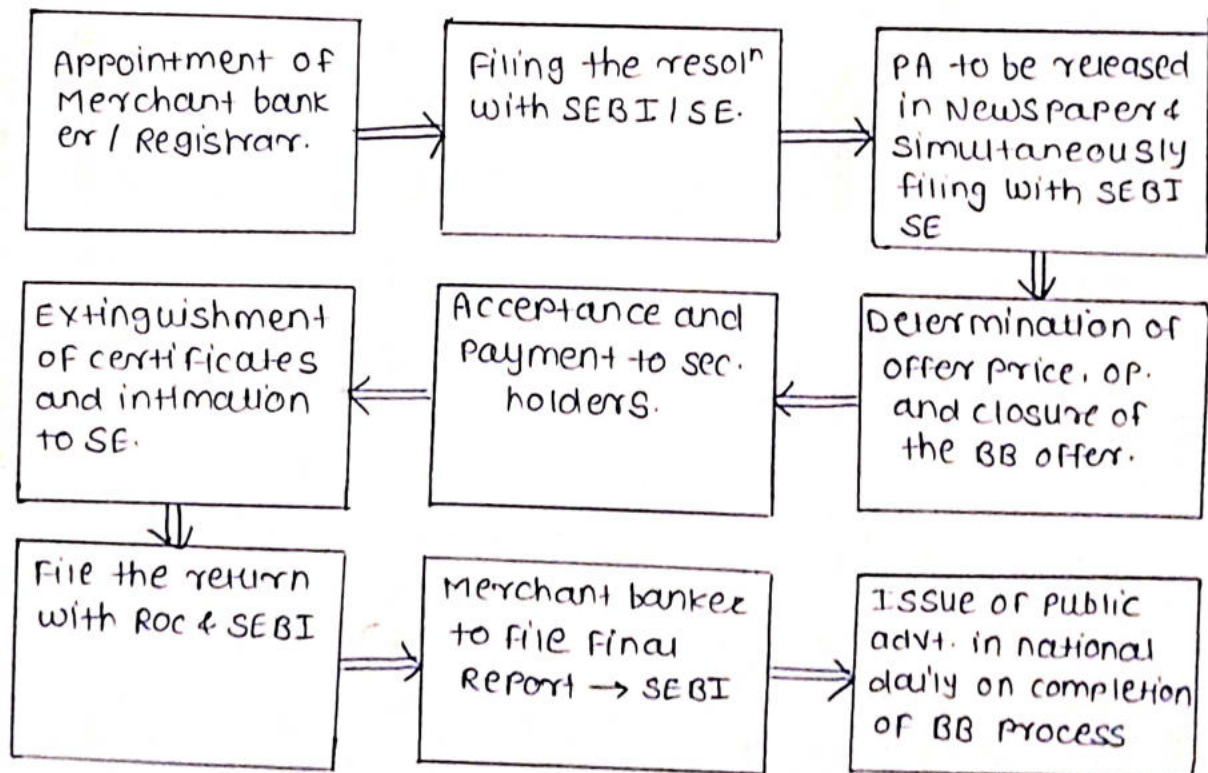 Appointment of
Merchant bank
er / Registrar.
Filing the resolⁿ
with SEBI / SE.
PA to be released
in Newspaper &
simultaneously
filing with SEBI
SE
Determination of
offer price, op.
and closure of
the BB offer.
Acceptance and
payment to sec.
holders.
Extinguishment
of certificates
and intimation
to SE.
File the return
with ROC & SEBI
Merchant banker
to File Final
Report → SEBI
Issue of public
advt. in national
daily on completion
of BB process